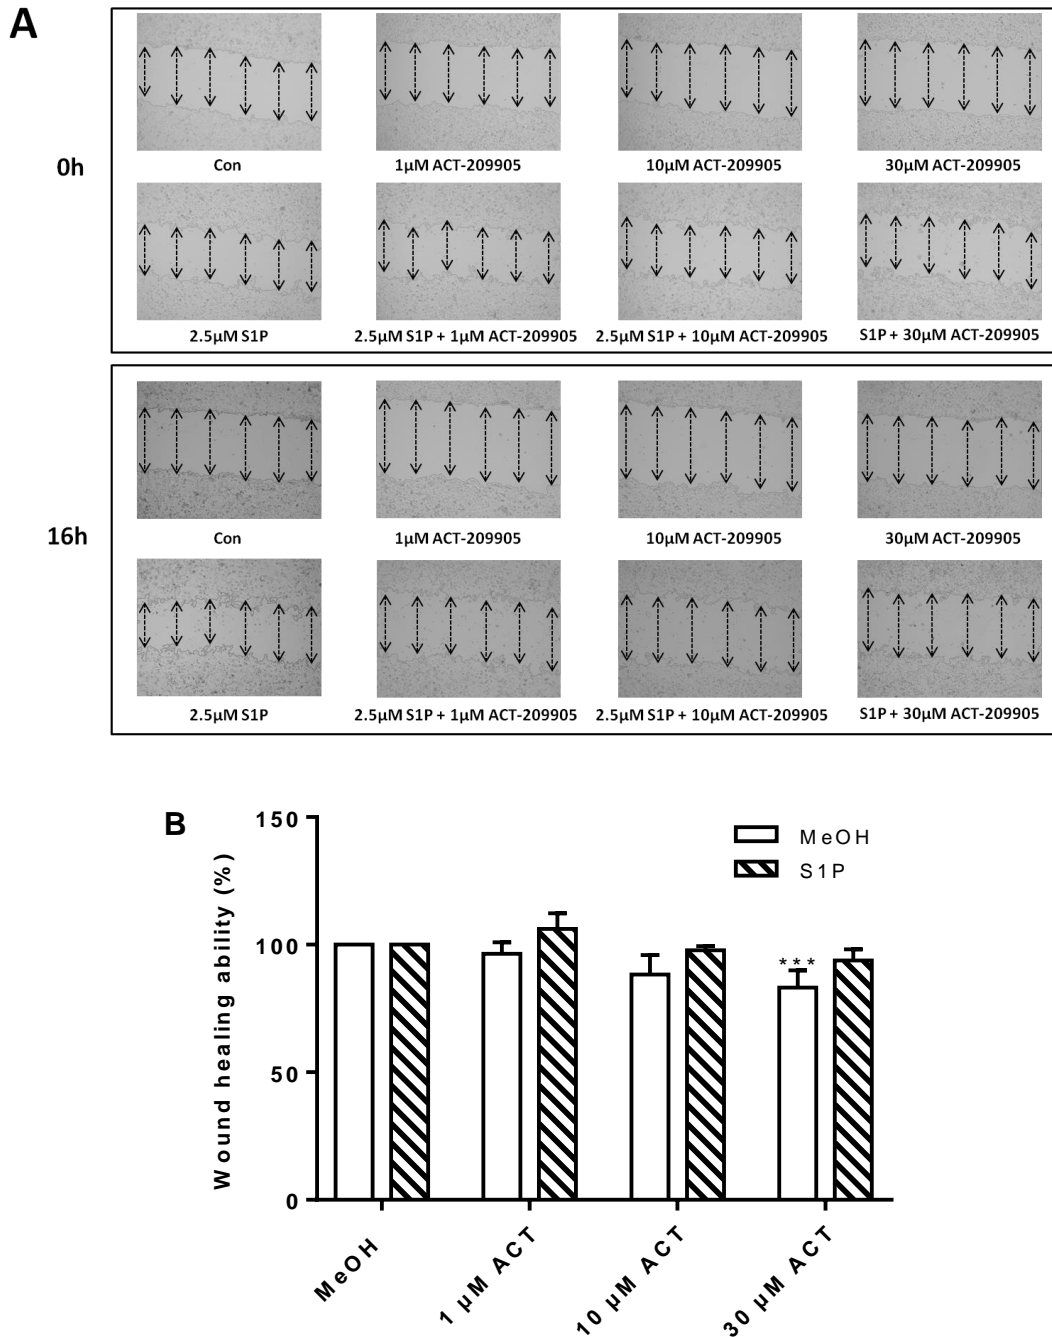 A
0h
Con
1µM ACT-209905
10µM ACT-209905
30µM ACT-209905
2.5µM S1P
2.5µM S1P + 1µM ACT-209905
2.5µM S1P + 10µM ACT-209905
S1P + 30µM ACT-209905
16h
Con
1µM ACT-209905
10µM ACT-209905
30µM ACT-209905
2.5µM S1P
2.5µM S1P + 1µM ACT-209905
2.5µM S1P + 10µM ACT-209905
S1P + 30µM ACT-209905
B
Wound healing ability (%)
150
100
50
0
MeOH
S1P
***
MeOH
1 µM ACT
10 µM ACT
30 µM ACT